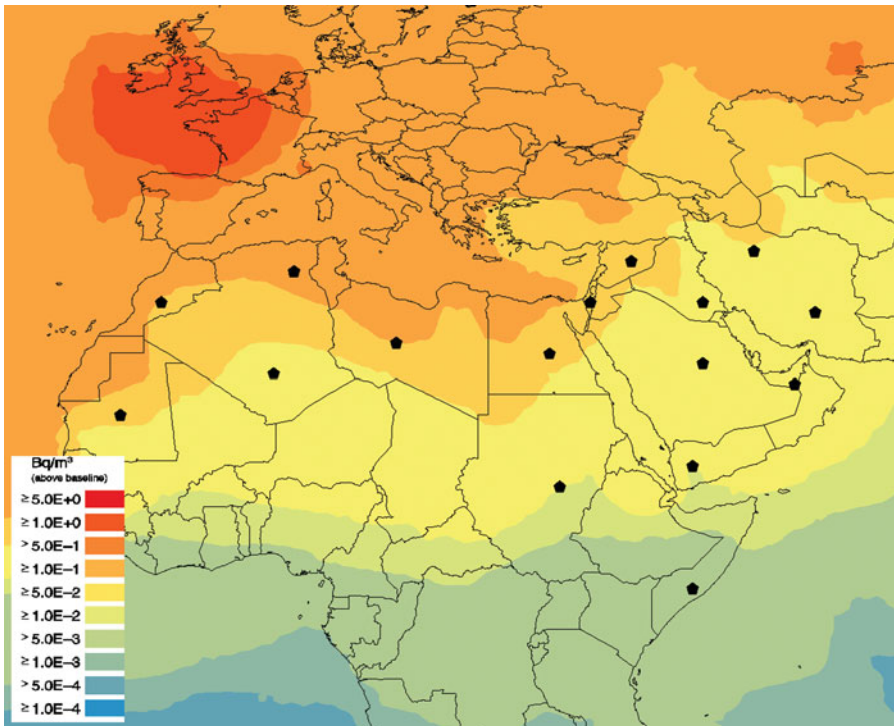 Bq/m³
(above baseline)
≥ 5.0E+0
≥ 1.0E+0
> 5.0E−1
≥ 1.0E−1
≥ 5.0E−2
≥ 1.0E−2
> 5.0E−3
≥ 1.0E−3
> 5.0E−4
≥ 1.0E−4